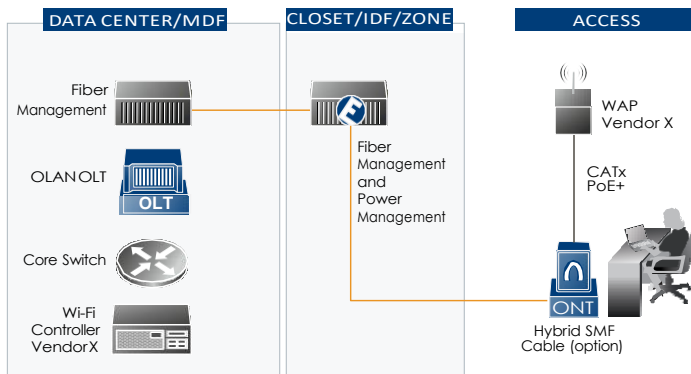 DATA CENTER/MDF
CLOSET/IDF/ZONE
ACCESS
Fiber
Management
OLAN OLT
OLT
Core Switch
Wi-Fi
Controller
Vendor X
E
Fiber
Management
and
Power
Management
WAP
Vendor X
CATx
PoE+
ONT
Hybrid SMF
Cable (option)